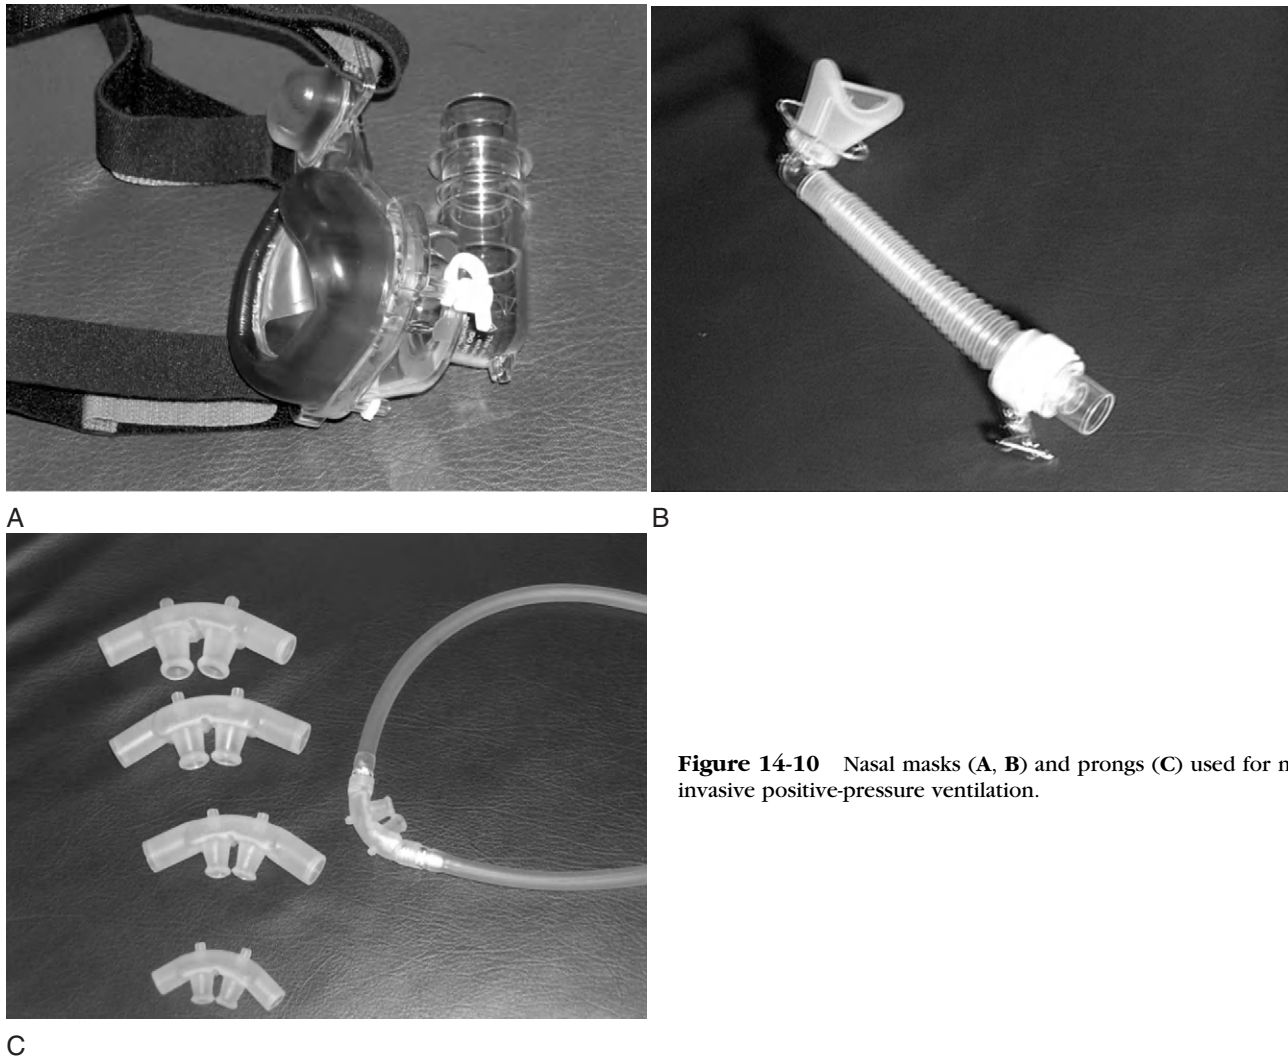 A
B
C
Figure 14-10 Nasal masks (A, B) and prongs (C) used for n
invasive positive-pressure ventilation.